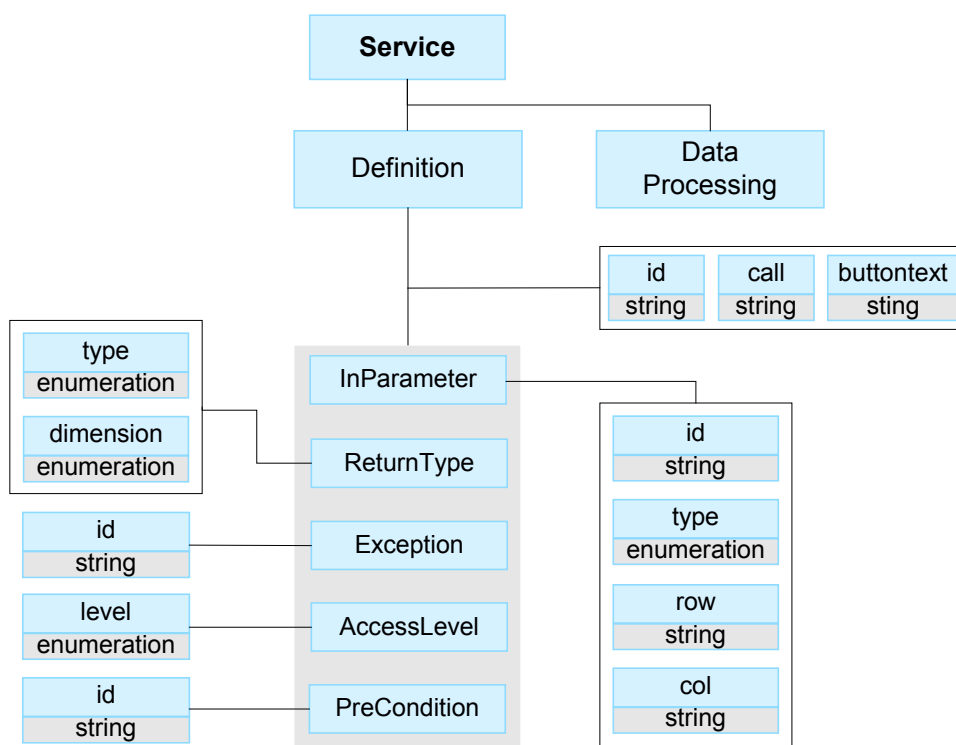 Service
Definition
Data
Processing
id
call
buttontext
string
string
sting
type
enumeration
dimension
enumeration
id
string
level
enumeration
id
string
InParameter
ReturnType
Exception
AccessLevel
PreCondition
id
string
type
enumeration
row
string
col
string